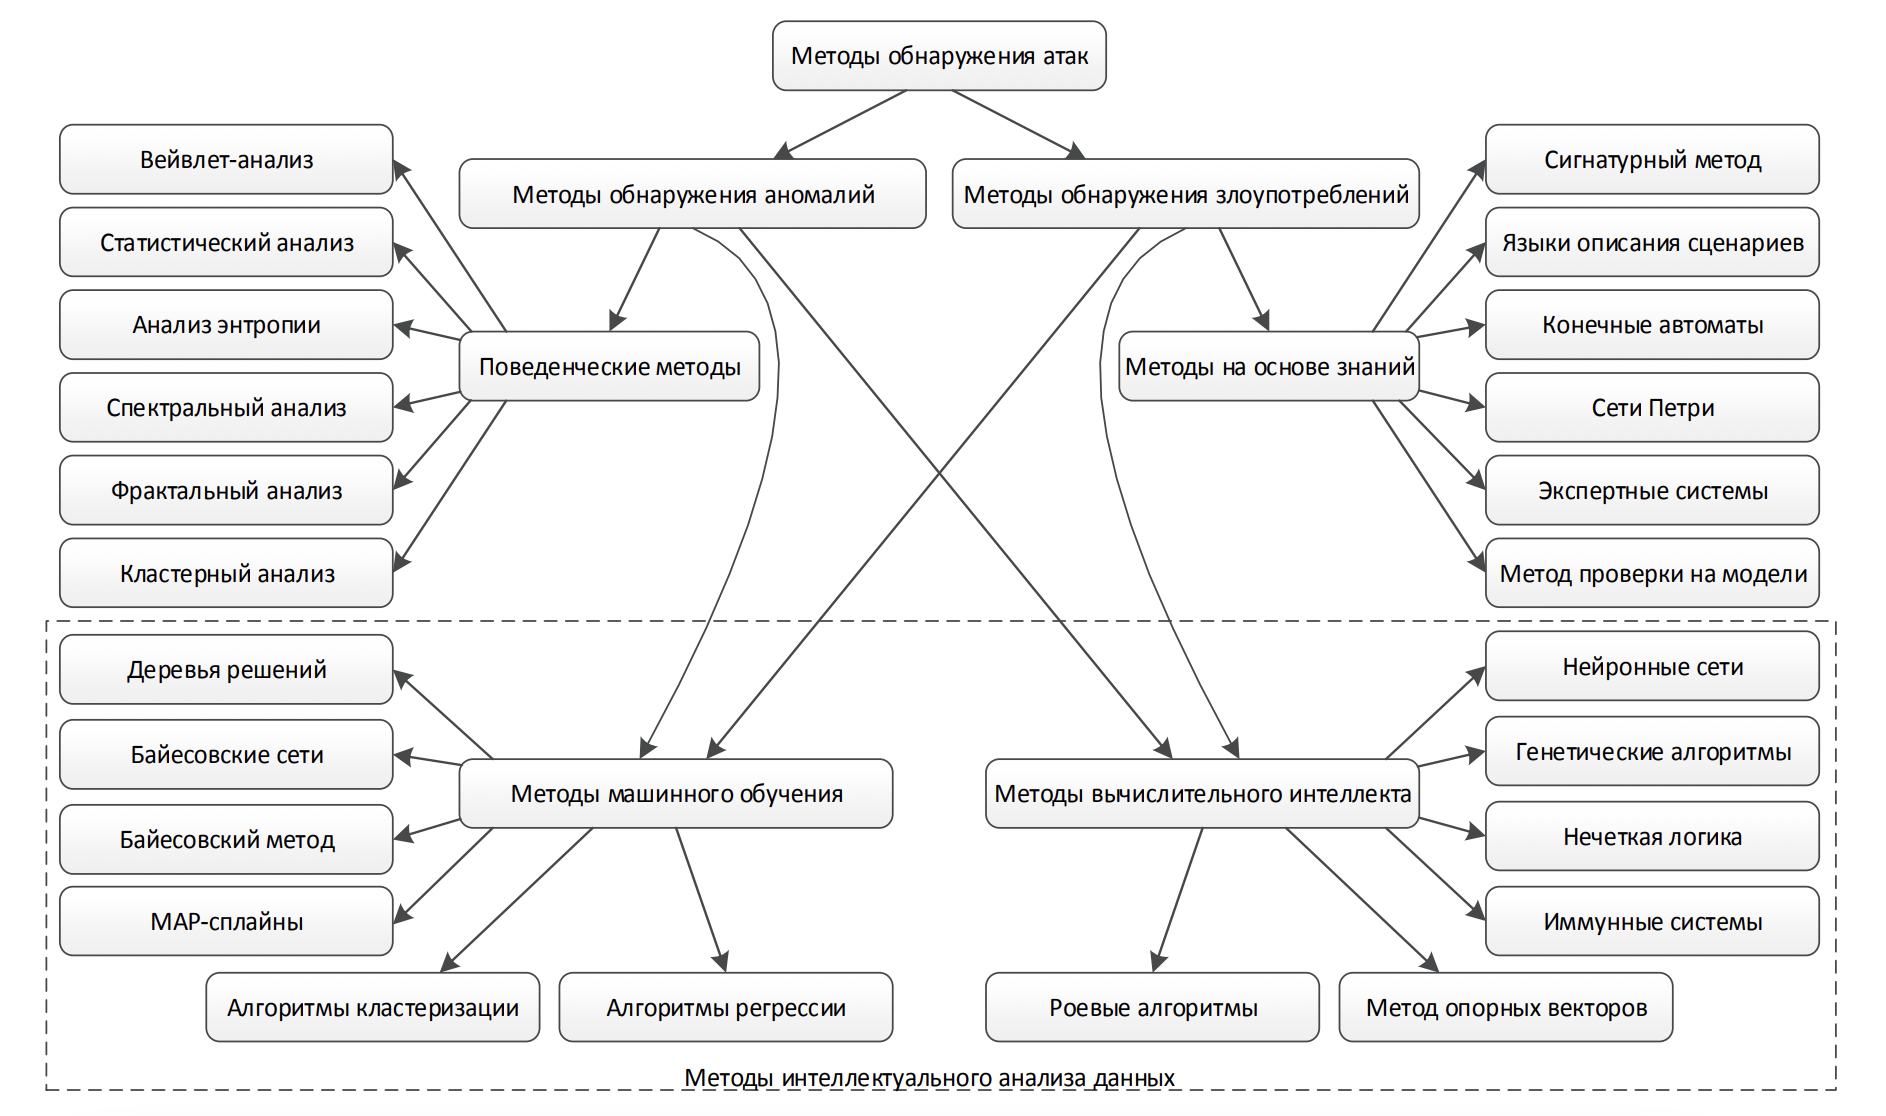 Методы обнаружения атак
Методы обнаружения аномалий
Методы обнаружения злоупотреблений
Вейвлет-анализ
Статистический анализ
Анализ энтропии
Спектральный анализ
Фрактальный анализ
Кластерный анализ
Поведенческие методы
Методы на основе знаний
Сигнатурный метод
Языки описания сценариев
Конечные автоматы
Сети Петри
Экспертные системы
Метод проверки на модели
Деревья решений
Байесовские сети
Байесовский метод
МАР-сплайны
Алгоритмы кластеризации
Алгоритмы регрессии
Методы машинного обучения
Методы вычислительного интеллекта
Нейронные сети
Генетические алгоритмы
Нечеткая логика
Иммунные системы
Роевые алгоритмы
Метод опорных векторов
Методы интеллектуального анализа данных